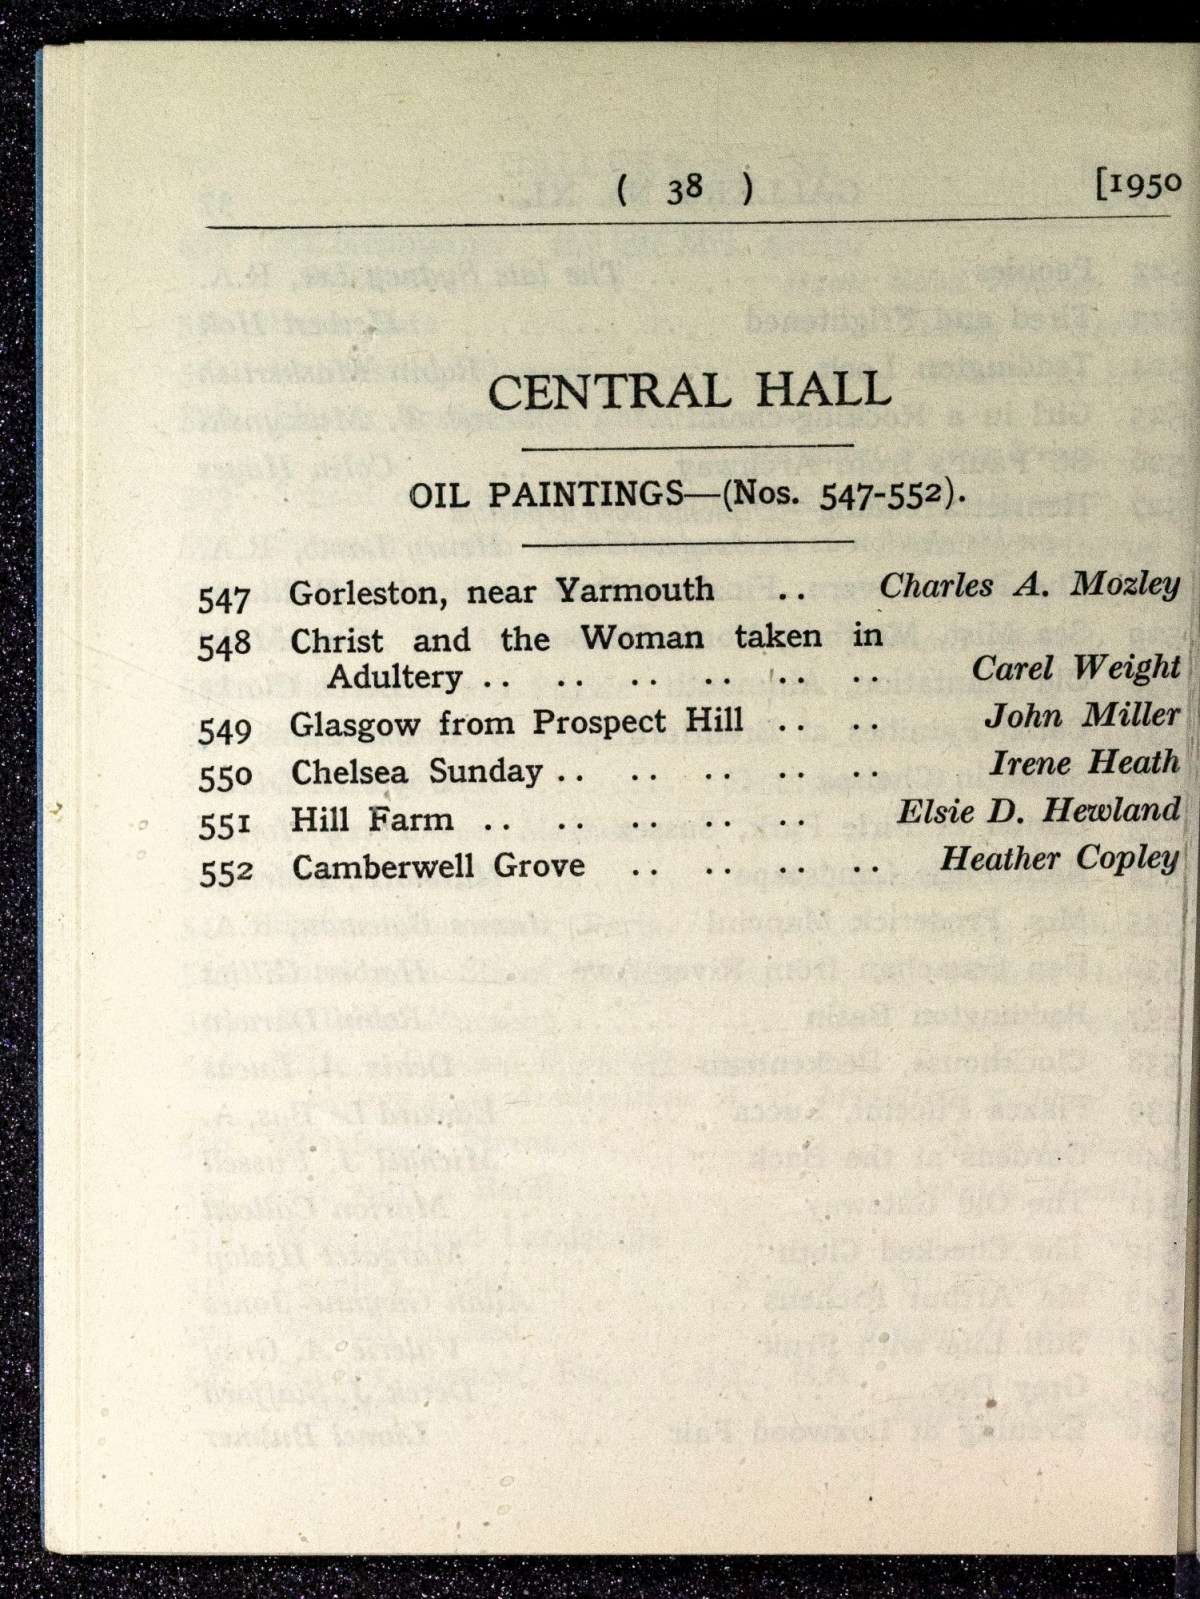 ( 38 ) [1950
CENTRAL HALL
OIL PAINTINGS—(Nos. 547-552).
547 Gorleston, near Yarmouth .. Charles A. Mozley
548 Christ and the Woman taken in
Adultery .. .. .. .. .. .. Carel Weight
549 Glasgow from Prospect Hill .. .. John Miller
550 Chelsea Sunday .. .. .. .. .. Irene Heath
551 Hill Farm .. .. .. .. .. Elsie D. Hewland
552 Camberwell Grove .. .. .. .. Heather Copley